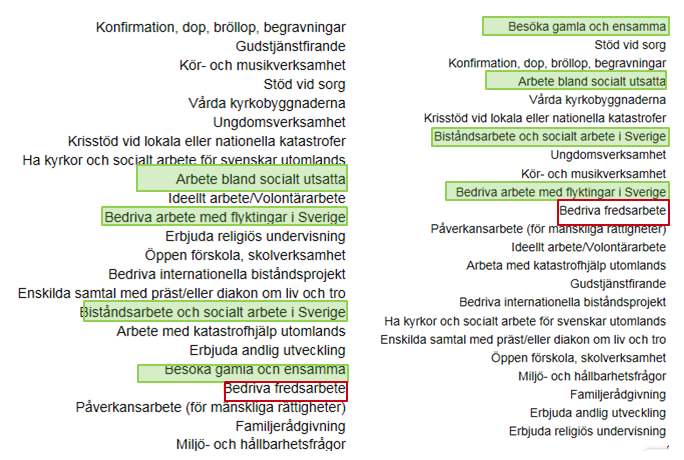 Konfirmation, dop, bröllop, begravningar
Gudstjänstfirande
Kör- och musikverksamhet
Stöd vid sorg
Vårda kyrkobyggnaderna
Ungdomsverksamhet
Krisstöd vid lokala eller nationella katastrofer
Ha kyrkor och socialt arbete för svenskar utomlands
Arbete bland socialt utsatta
Ideellt arbete/Volontärarbete
Bedriva arbete med flyktingar i Sverige
Erbjuda religiös undervisning
Öppen förskola, skolverksamhet
Bedriva internationella biståndsprojekt
Enskilda samtal med präst/eller diakon om liv och tro
Biståndsarbete och socialt arbete i Sverige
Arbete med katastrofhjälp utomlands
Erbjuda andlig utveckling
Besöka gamla och ensamma
Bedriva fredsarbete
Påverkansarbete (för mänskliga rättigheter)
Familjerådgivning
Miljö- och hållbarhetsfrågor
Besöka gamla och ensamma
Stöd vid sorg
Konfirmation, dop, bröllop, begravningar
Arbete bland socialt utsatta
Vårda kyrkobyggnaderna
Krisstöd vid lokala eller nationella katastrofer
Biståndsarbete och socialt arbete i Sverige
Ungdomsverksamhet
Kör- och musikverksamhet
Bedriva arbete med flyktingar i Sverige
Bedriva fredsarbete
Påverkansarbete (för mänskliga rättigheter)
Ideellt arbete/Volontärarbete
Arbeta med katastrofhjälp utomlands
Gudstjänstfirande
Bedriva internationella biståndsprojekt
Ha kyrkor och socialt arbete för svenskar utomlands
Enskilda samtal med präst/eller diakon om liv och tro
Öppen förskola, skolverksamhet
Miljö- och hållbarhetsfrågor
Familjerådgivning
Erbjuda andlig utveckling
Erbjuda religiös undervisning